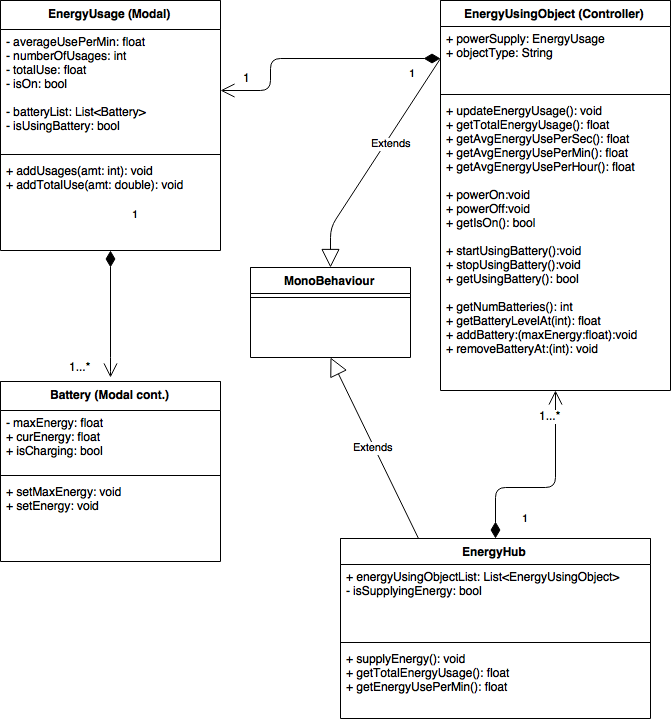 EnergyUsage (Modal)
- averageUsePerMin: float
- numberOfUsages: int
- totalUse: float
- isOn: bool
- batteryList: List<Battery>
- isUsingBattery: bool
+ addUsages(amt: int): void
+ addTotalUse(amt: double): void
1
1
1
EnergyUsingObject (Controller)
+ powerSupply: EnergyUsage
+ objectType: String
+ updateEnergyUsage(): void
+ getTotalEnergyUsage(): float
+ getAvgEnergyUsePerSec(): float
+ getAvgEnergyUsePerMin(): float
+ getAvgEnergyUsePerHour(): float
+ powerOn:void
+ powerOff:void
+ getIsOn(): bool
+ startUsingBattery():void
+ stopUsingBattery():void
+ getUsingBattery(): bool
+ getNumBatteries(): int
+ getBatteryLevelAt(int): float
+ addBattery:(maxEnergy:float):void
+ removeBatteryAt:(int): void
Extends
MonoBehaviour
1...*
Battery (Modal cont.)
- maxEnergy: float
+ curEnergy: float
+ isCharging: bool
+ setMaxEnergy: void
+ setEnergy: void
Extends
1...*
1
EnergyHub
+ energyUsingObjectList: List<EnergyUsingObject>
- isSupplyingEnergy: bool
+ supplyEnergy(): void
+ getTotalEnergyUsage(): float
+ getEnergyUsePerMin(): float